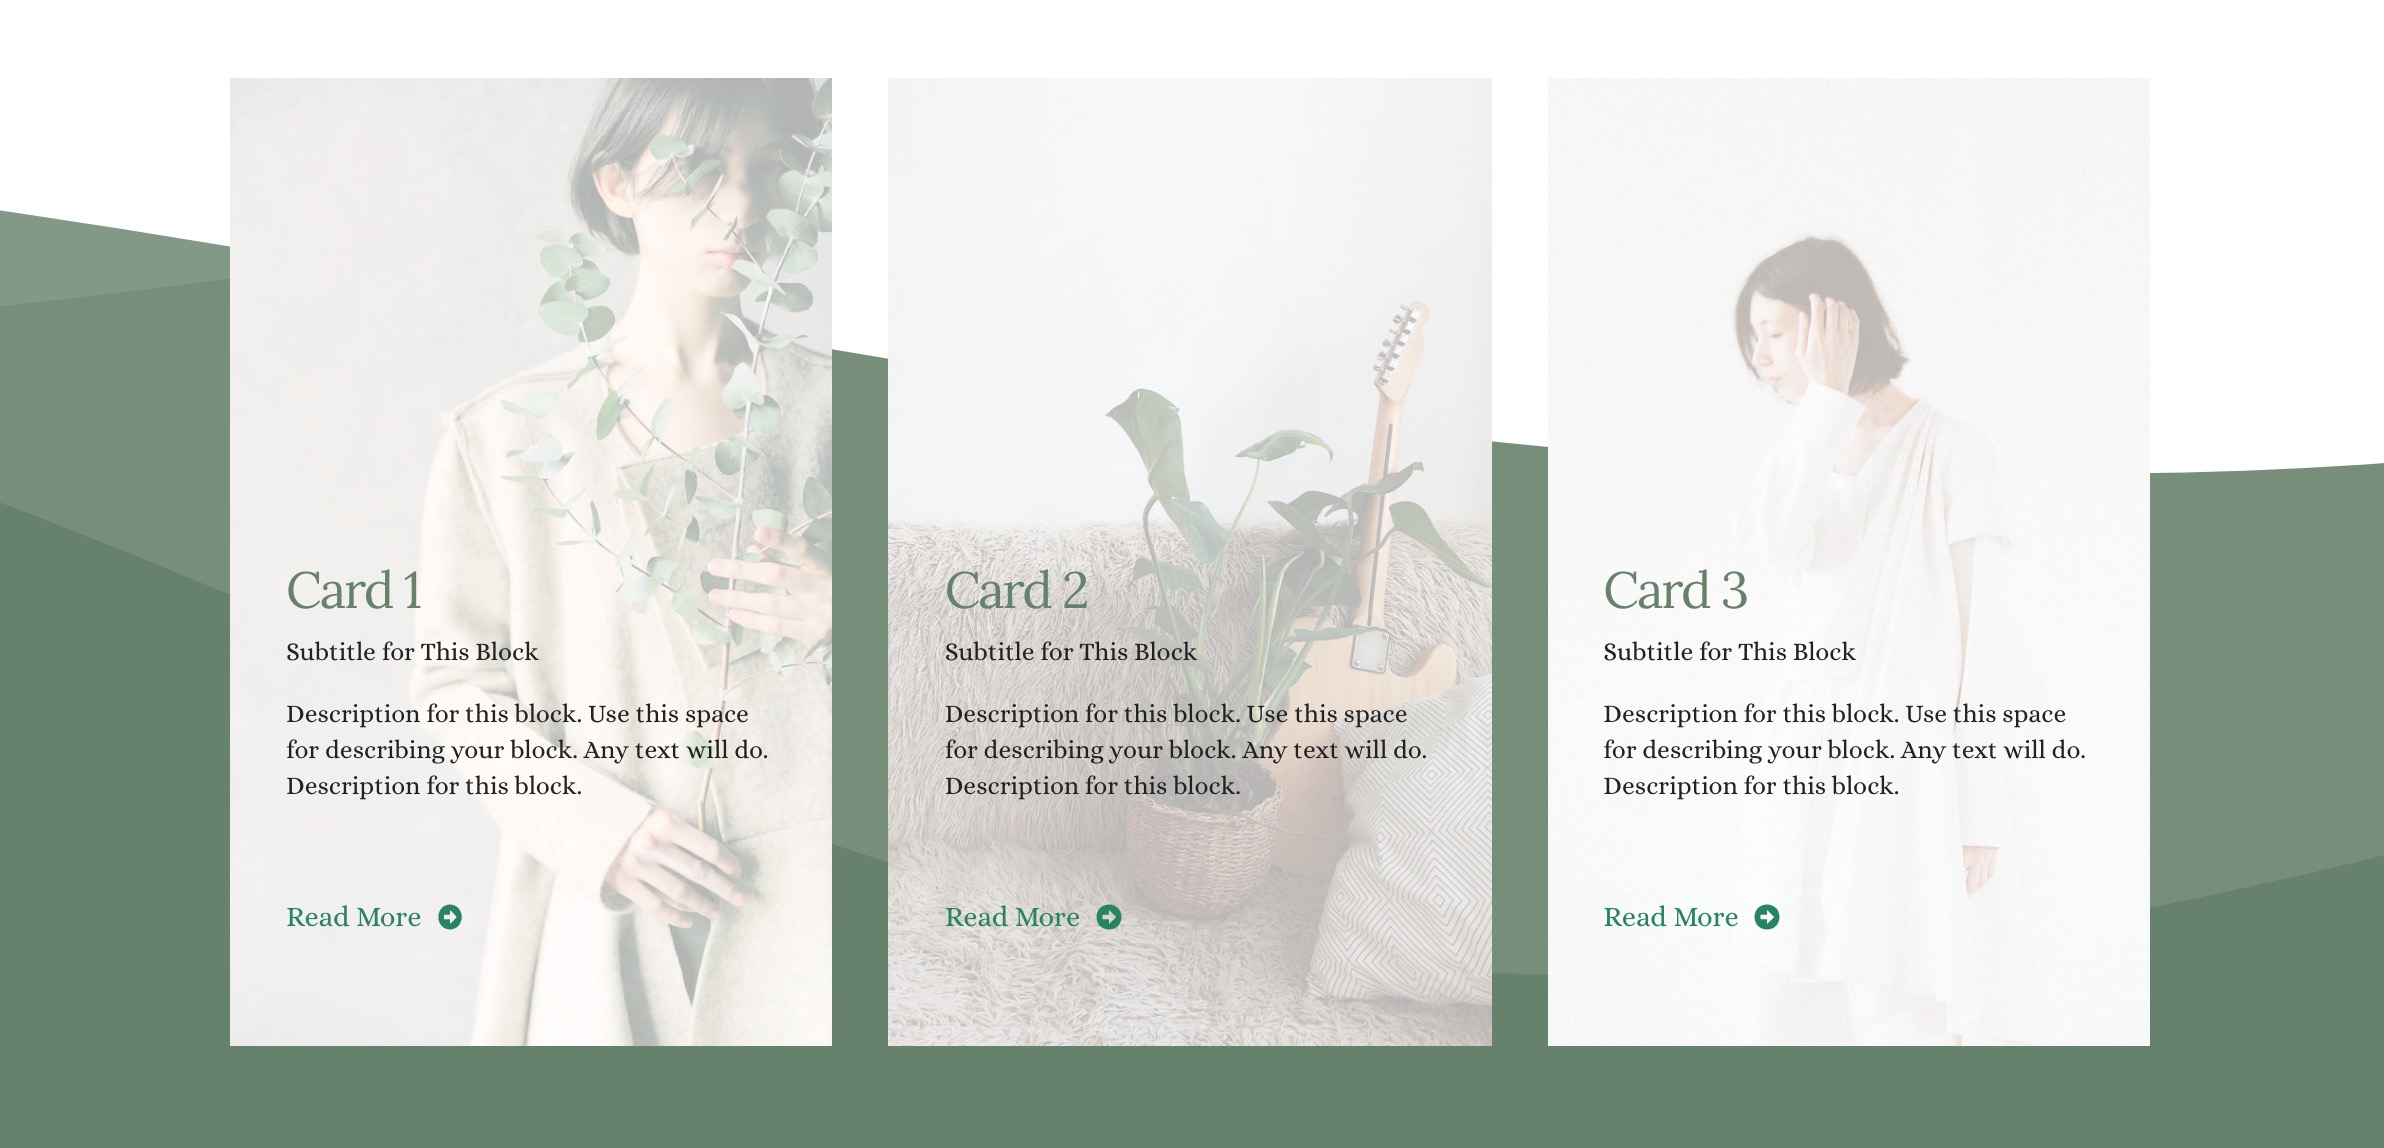 Card 1
Subtitle for This Block
Description for this block. Use this space
for describing your block. Any text will do.
Description for this block.
Read More
Card 2
Subtitle for This Block
Description for this block. Use this space
for describing your block. Any text will do.
Description for this block.
Read More
Card 3
Subtitle for This Block
Description for this block. Use this space
for describing your block. Any text will do.
Description for this block.
Read More